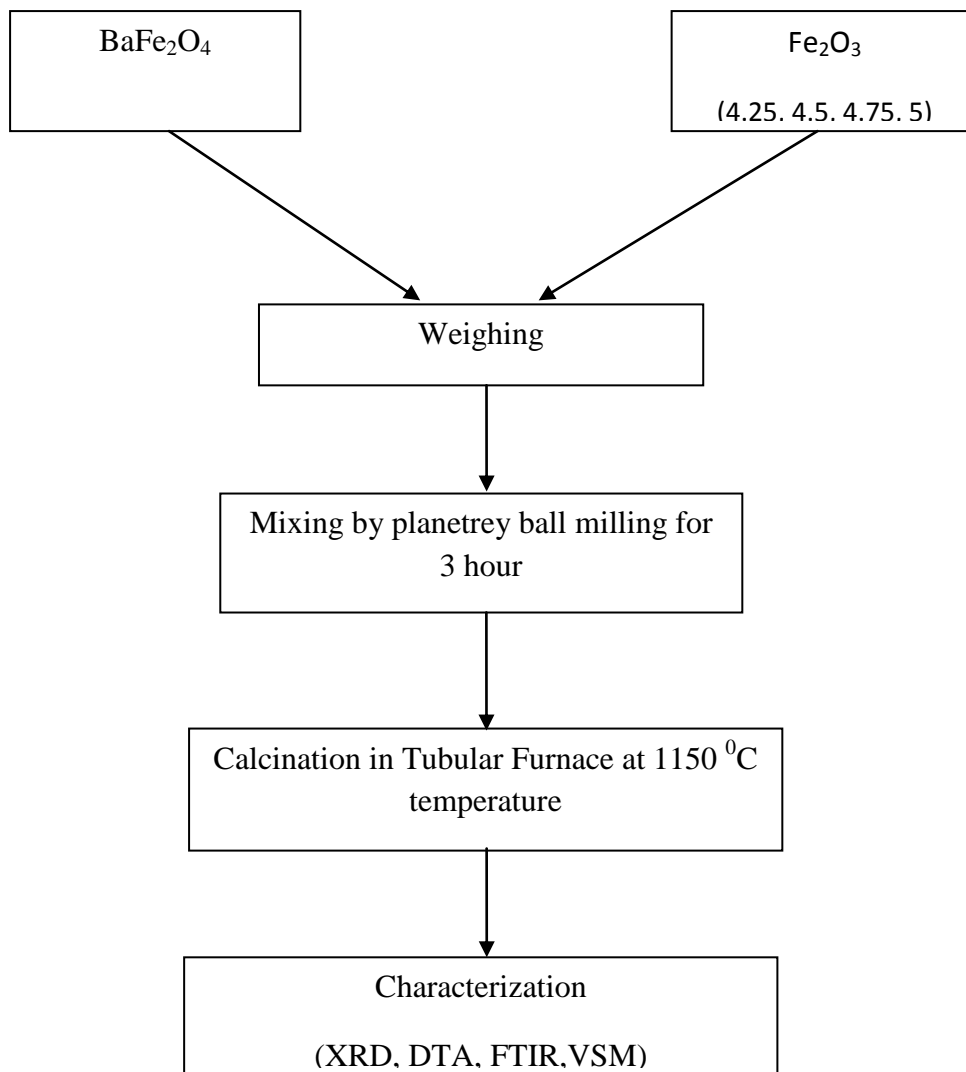 BaFe₂O₄
Fe₂O₃
(4.25, 4.5, 4.75, 5)
Weighing
Mixing by planetrey ball milling for
3 hour
Calcination in Tubular Furnace at 1150 ⁰C
temperature
Characterization
(XRD, DTA, FTIR,VSM)